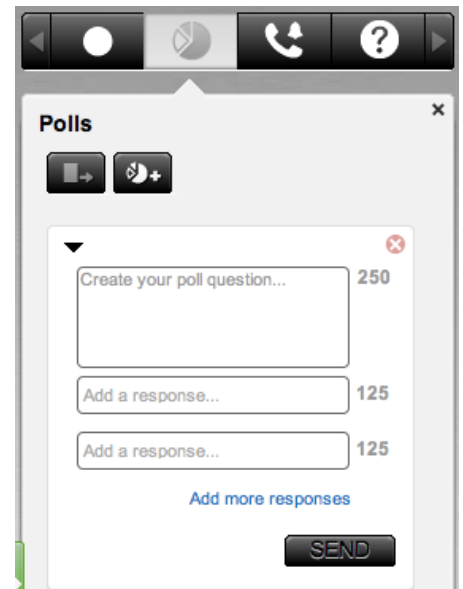 ?
Polls
Create your poll question...
250
Add a response...
125
Add a response...
125
Add more responses
SEND